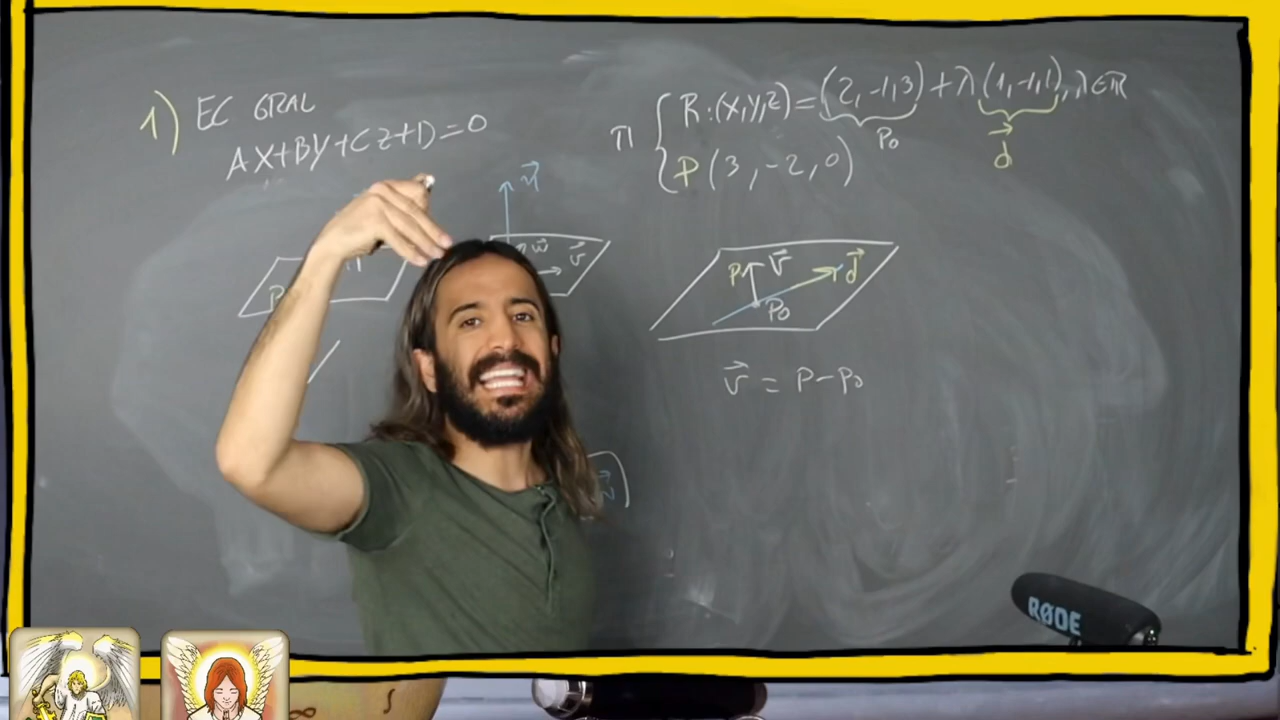 1) EC GRAL
AX+BY+CZ+D=0
π { R:(X,Y,Z)=(2,-1,3)+λ(1,-1,1), λ∈ℝ
P₀
d⃗
P(3,-2,0)
n⃗
w⃗ v⃗
P v⃗ d⃗
P₀
v⃗ = P-P₀
RØDE